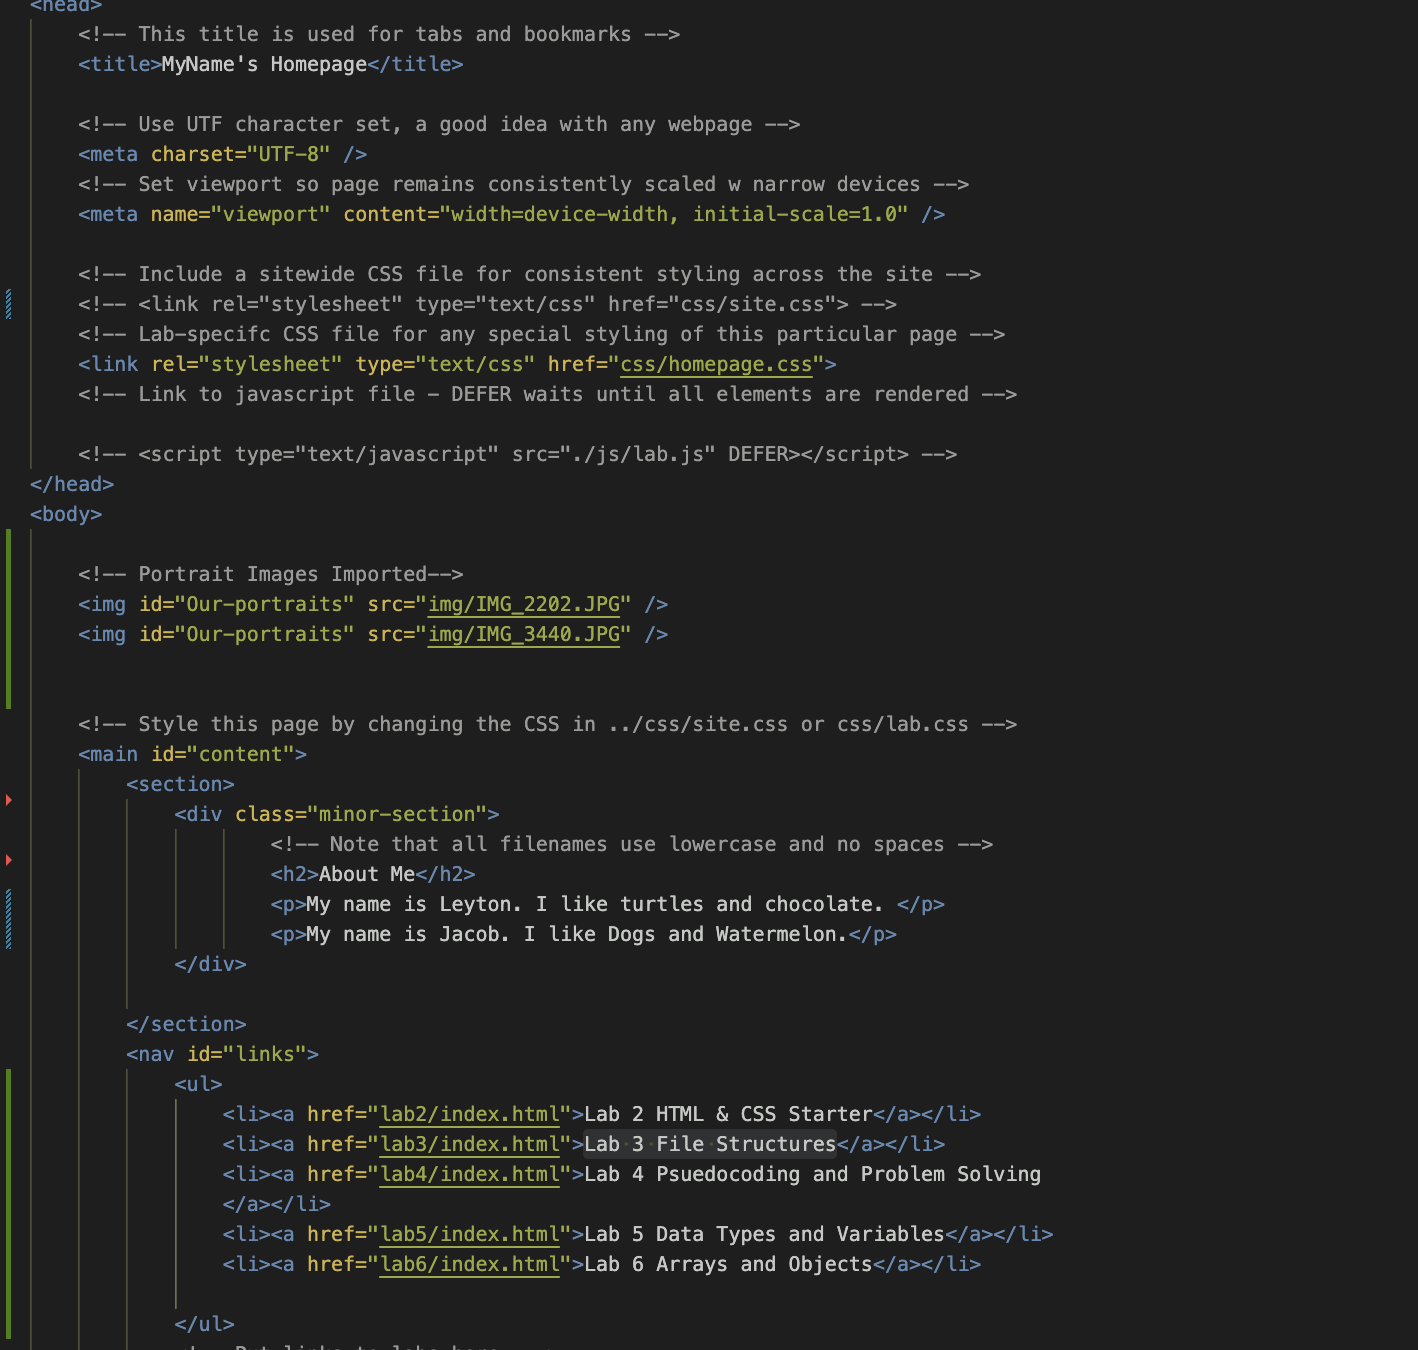 <head>
<!-- This title is used for tabs and bookmarks -->
<title>MyName's Homepage</title>
<!-- Use UTF character set, a good idea with any webpage -->
<meta charset="UTF-8" />
<!-- Set viewport so page remains consistently scaled w narrow devices -->
<meta name="viewport" content="width=device-width, initial-scale=1.0" />
<!-- Include a sitewide CSS file for consistent styling across the site -->
<!-- <link rel="stylesheet" type="text/css" href="css/site.css"> -->
<!-- Lab-specifc CSS file for any special styling of this particular page -->
<link rel="stylesheet" type="text/css" href="css/homepage.css">
<!-- Link to javascript file - DEFER waits until all elements are rendered -->
<!-- <script type="text/javascript" src="./js/lab.js" DEFER></script> -->
</head>
<body>
<!-- Portrait Images Imported-->
<img id="Our-portraits" src="img/IMG_2202.JPG" />
<img id="Our-portraits" src="img/IMG_3440.JPG" />
<!-- Style this page by changing the CSS in ../css/site.css or css/lab.css -->
<main id="content">
<section>
<div class="minor-section">
<!-- Note that all filenames use lowercase and no spaces -->
<h2>About Me</h2>
<p>My name is Leyton. I like turtles and chocolate. </p>
<p>My name is Jacob. I like Dogs and Watermelon.</p>
</div>
</section>
<nav id="links">
<ul>
<li><a href="lab2/index.html">Lab 2 HTML & CSS Starter</a></li>
<li><a href="lab3/index.html">Lab 3 File Structures</a></li>
<li><a href="lab4/index.html">Lab 4 Psuedocoding and Problem Solving
</a></li>
<li><a href="lab5/index.html">Lab 5 Data Types and Variables</a></li>
<li><a href="lab6/index.html">Lab 6 Arrays and Objects</a></li>
</ul>